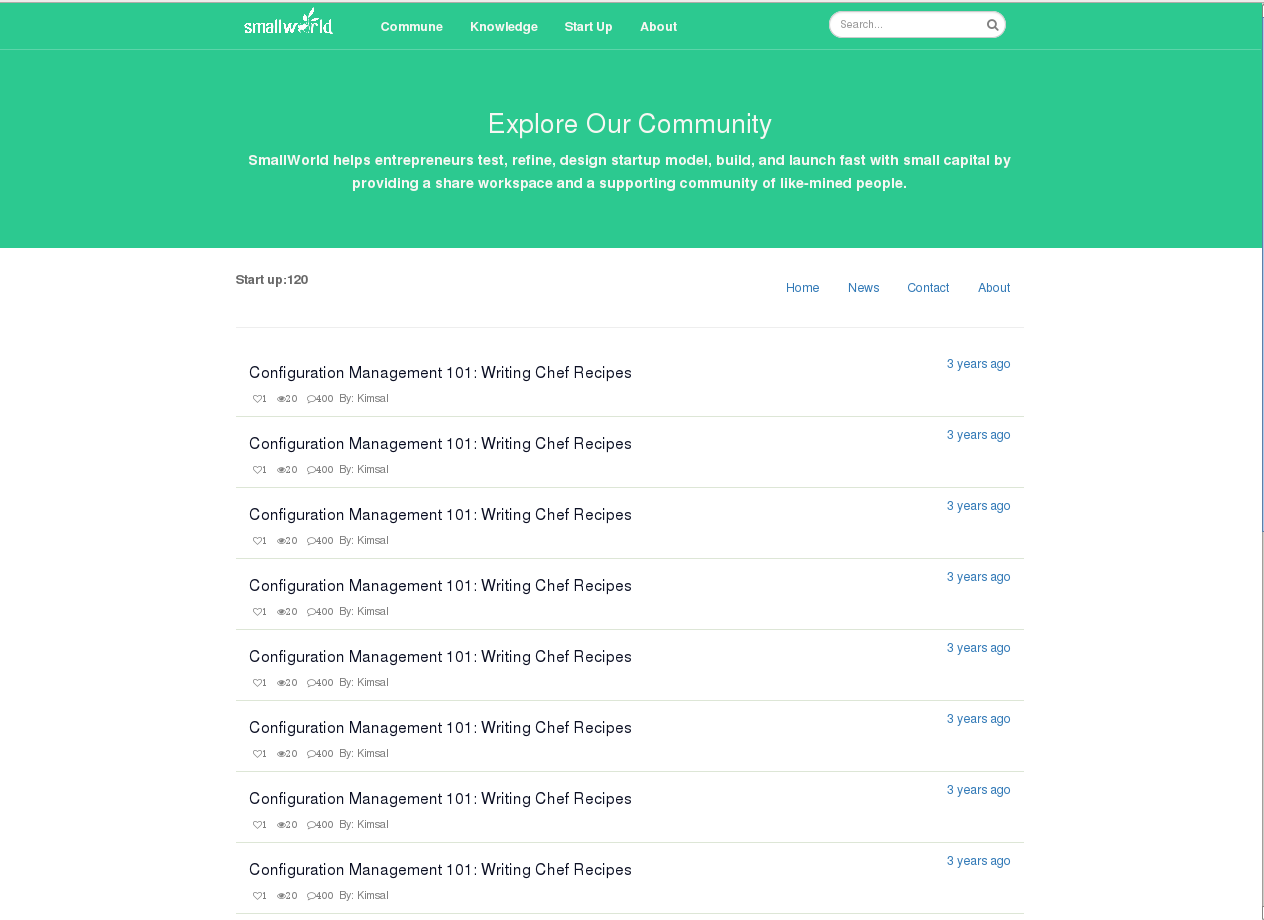 smallworld Commune Knowledge Start Up About Search...
Explore Our Community
SmallWorld helps entrepreneurs test, refine, design startup model, build, and launch fast with small capital by
providing a share workspace and a supporting community of like-mined people.
Start up:120
Home News Contact About
Configuration Management 101: Writing Chef Recipes 3 years ago
1 20 400 By: Kimsal
Configuration Management 101: Writing Chef Recipes 3 years ago
1 20 400 By: Kimsal
Configuration Management 101: Writing Chef Recipes 3 years ago
1 20 400 By: Kimsal
Configuration Management 101: Writing Chef Recipes 3 years ago
1 20 400 By: Kimsal
Configuration Management 101: Writing Chef Recipes 3 years ago
1 20 400 By: Kimsal
Configuration Management 101: Writing Chef Recipes 3 years ago
1 20 400 By: Kimsal
Configuration Management 101: Writing Chef Recipes 3 years ago
1 20 400 By: Kimsal
Configuration Management 101: Writing Chef Recipes 3 years ago
1 20 400 By: Kimsal